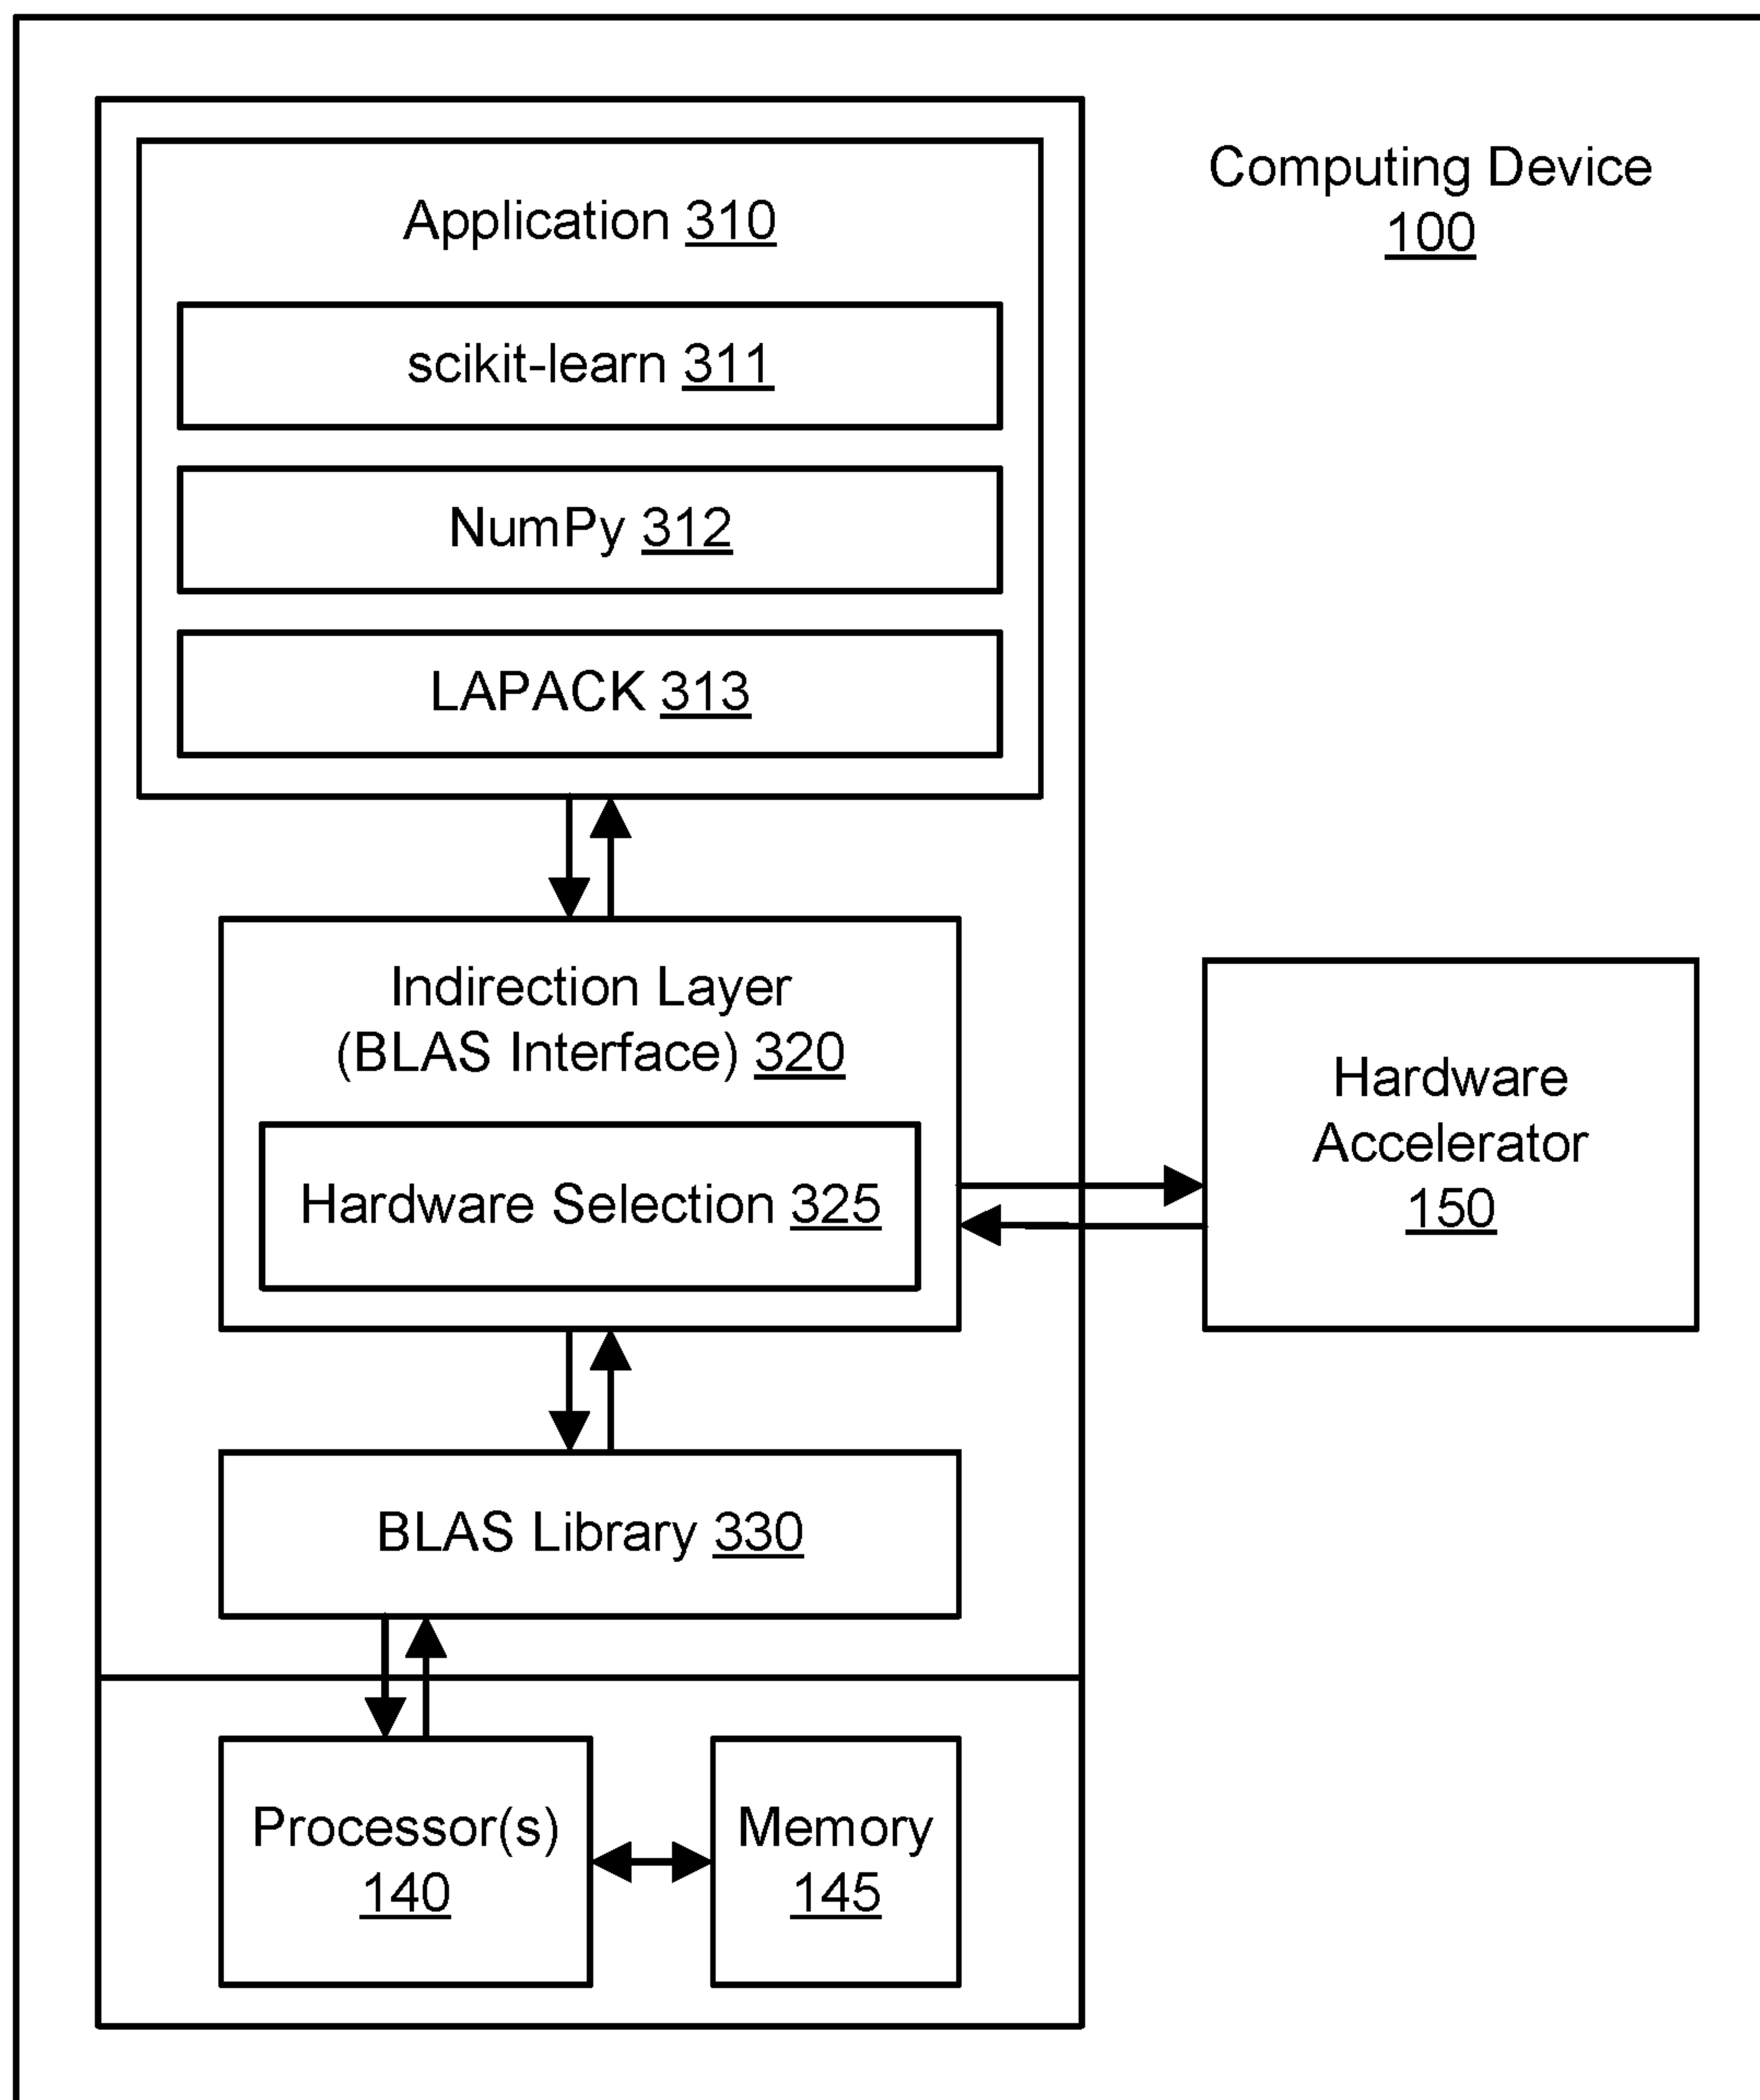 Computing Device
100
Application 310
scikit-learn 311
NumPy 312
LAPACK 313
Indirection Layer
(BLAS Interface) 320
Hardware Selection 325
Hardware
Accelerator
150
BLAS Library 330
Processor(s)
140
Memory
145